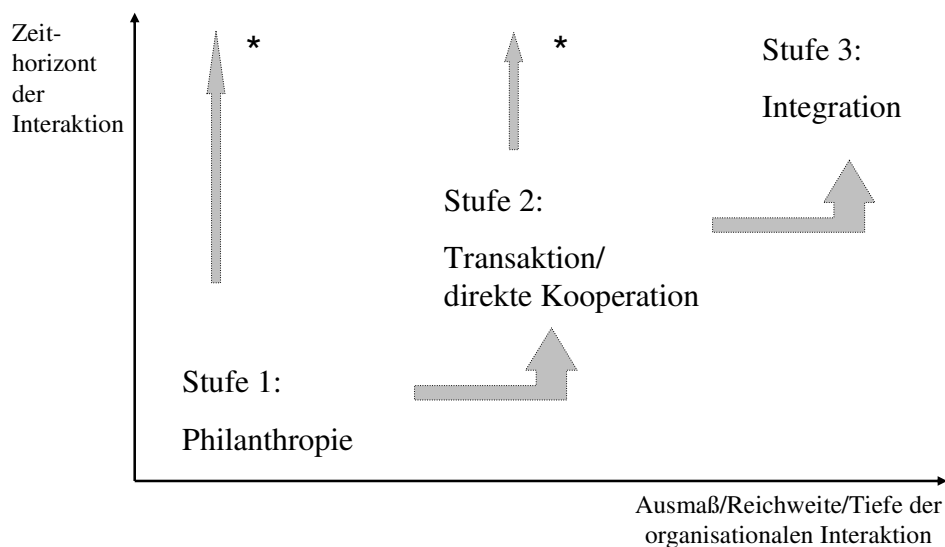 Zeit-
horizont
der
Interaktion
*
*
Stufe 3:
Integration
Stufe 2:
Transaktion/
direkte Kooperation
Stufe 1:
Philanthropie
Ausmaß/Reichweite/Tiefe der
organisationalen Interaktion